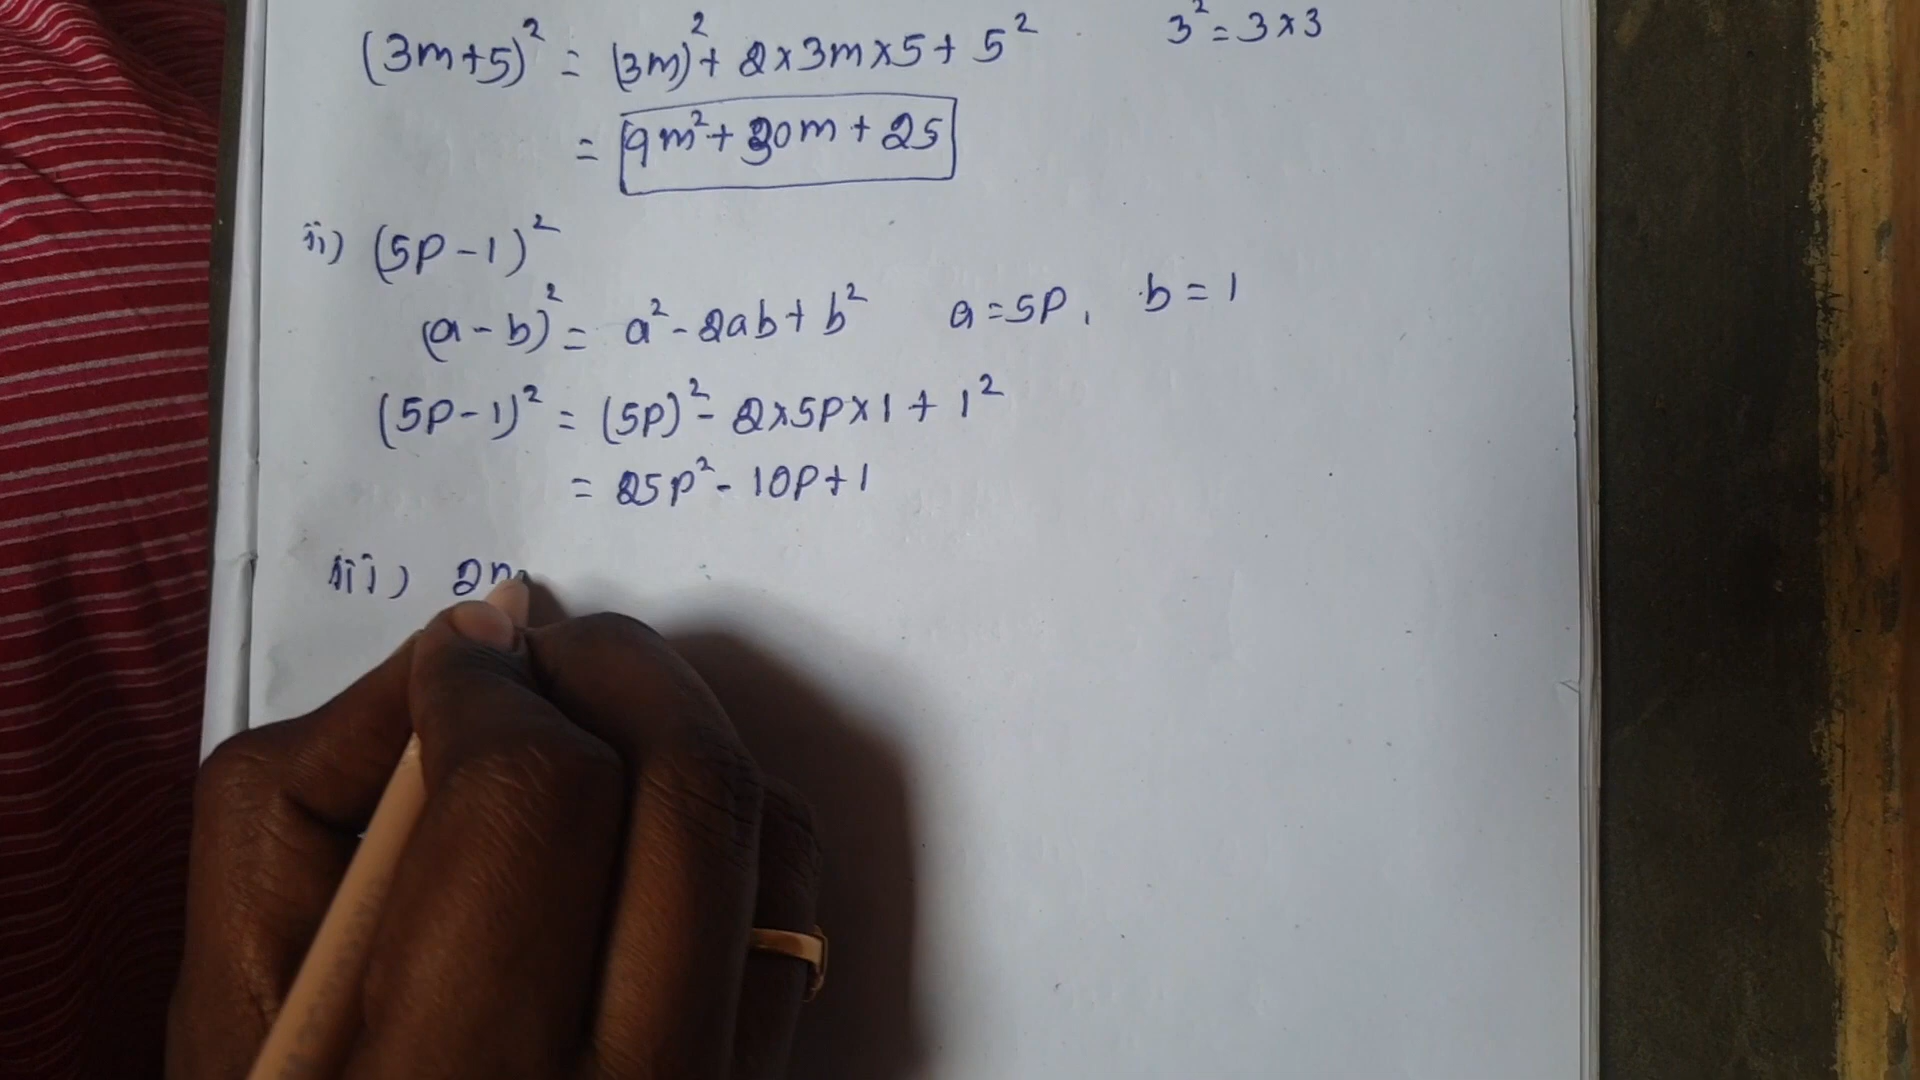 (3m+5)² = (3m)² + 2×3m×5 + 5² 3² = 3×3
= 9m² + 30m + 25
ii) (5P-1)²
(a-b)² = a² - 2ab + b² a = 5P, b = 1
(5P-1)² = (5P)² - 2×5P×1 + 1²
= 25P² - 10P + 1
iii) 2